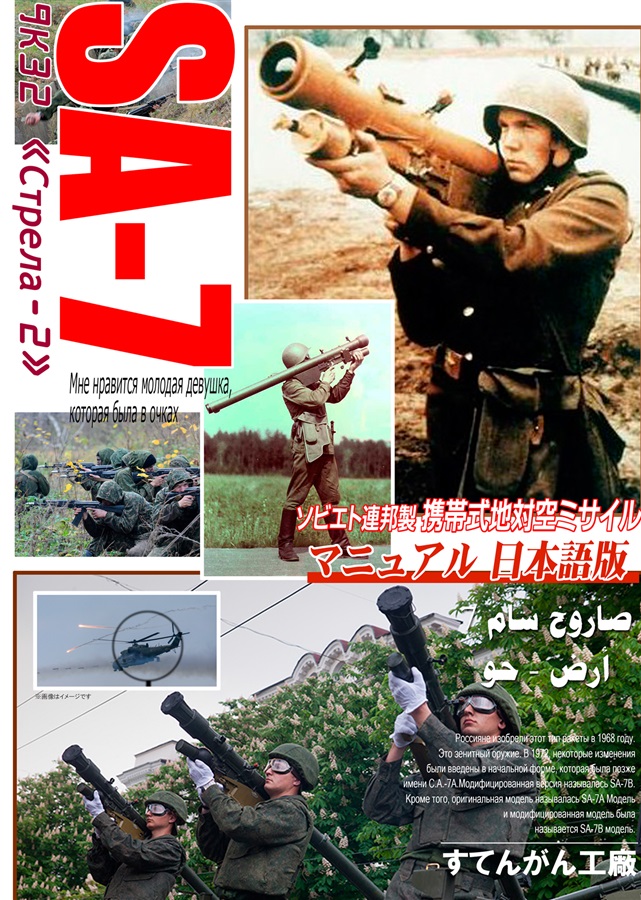 SA-7
9K32 «Стрела-2»
Мне нравится молодая девушка,
которая была в очках
ソビエト連邦製 携帯式地対空ミサイル
マニュアル 日本語版
※画像はイメージです
صاروخ سام 7
أرض - حو
Россияне изобрели этот тип ракеты в 1968 году.
Это зенитный оружие. В 1972, некоторые изменения
были введены в начальной форме, которая была позже
имени С.А.-7А.Модифицированная версия называлась SA-7B.
Кроме того, оригинальная модель называлась SA-7A Модель
и модифицированная модель была
называется SA-7B модель.
すてんがん工廠